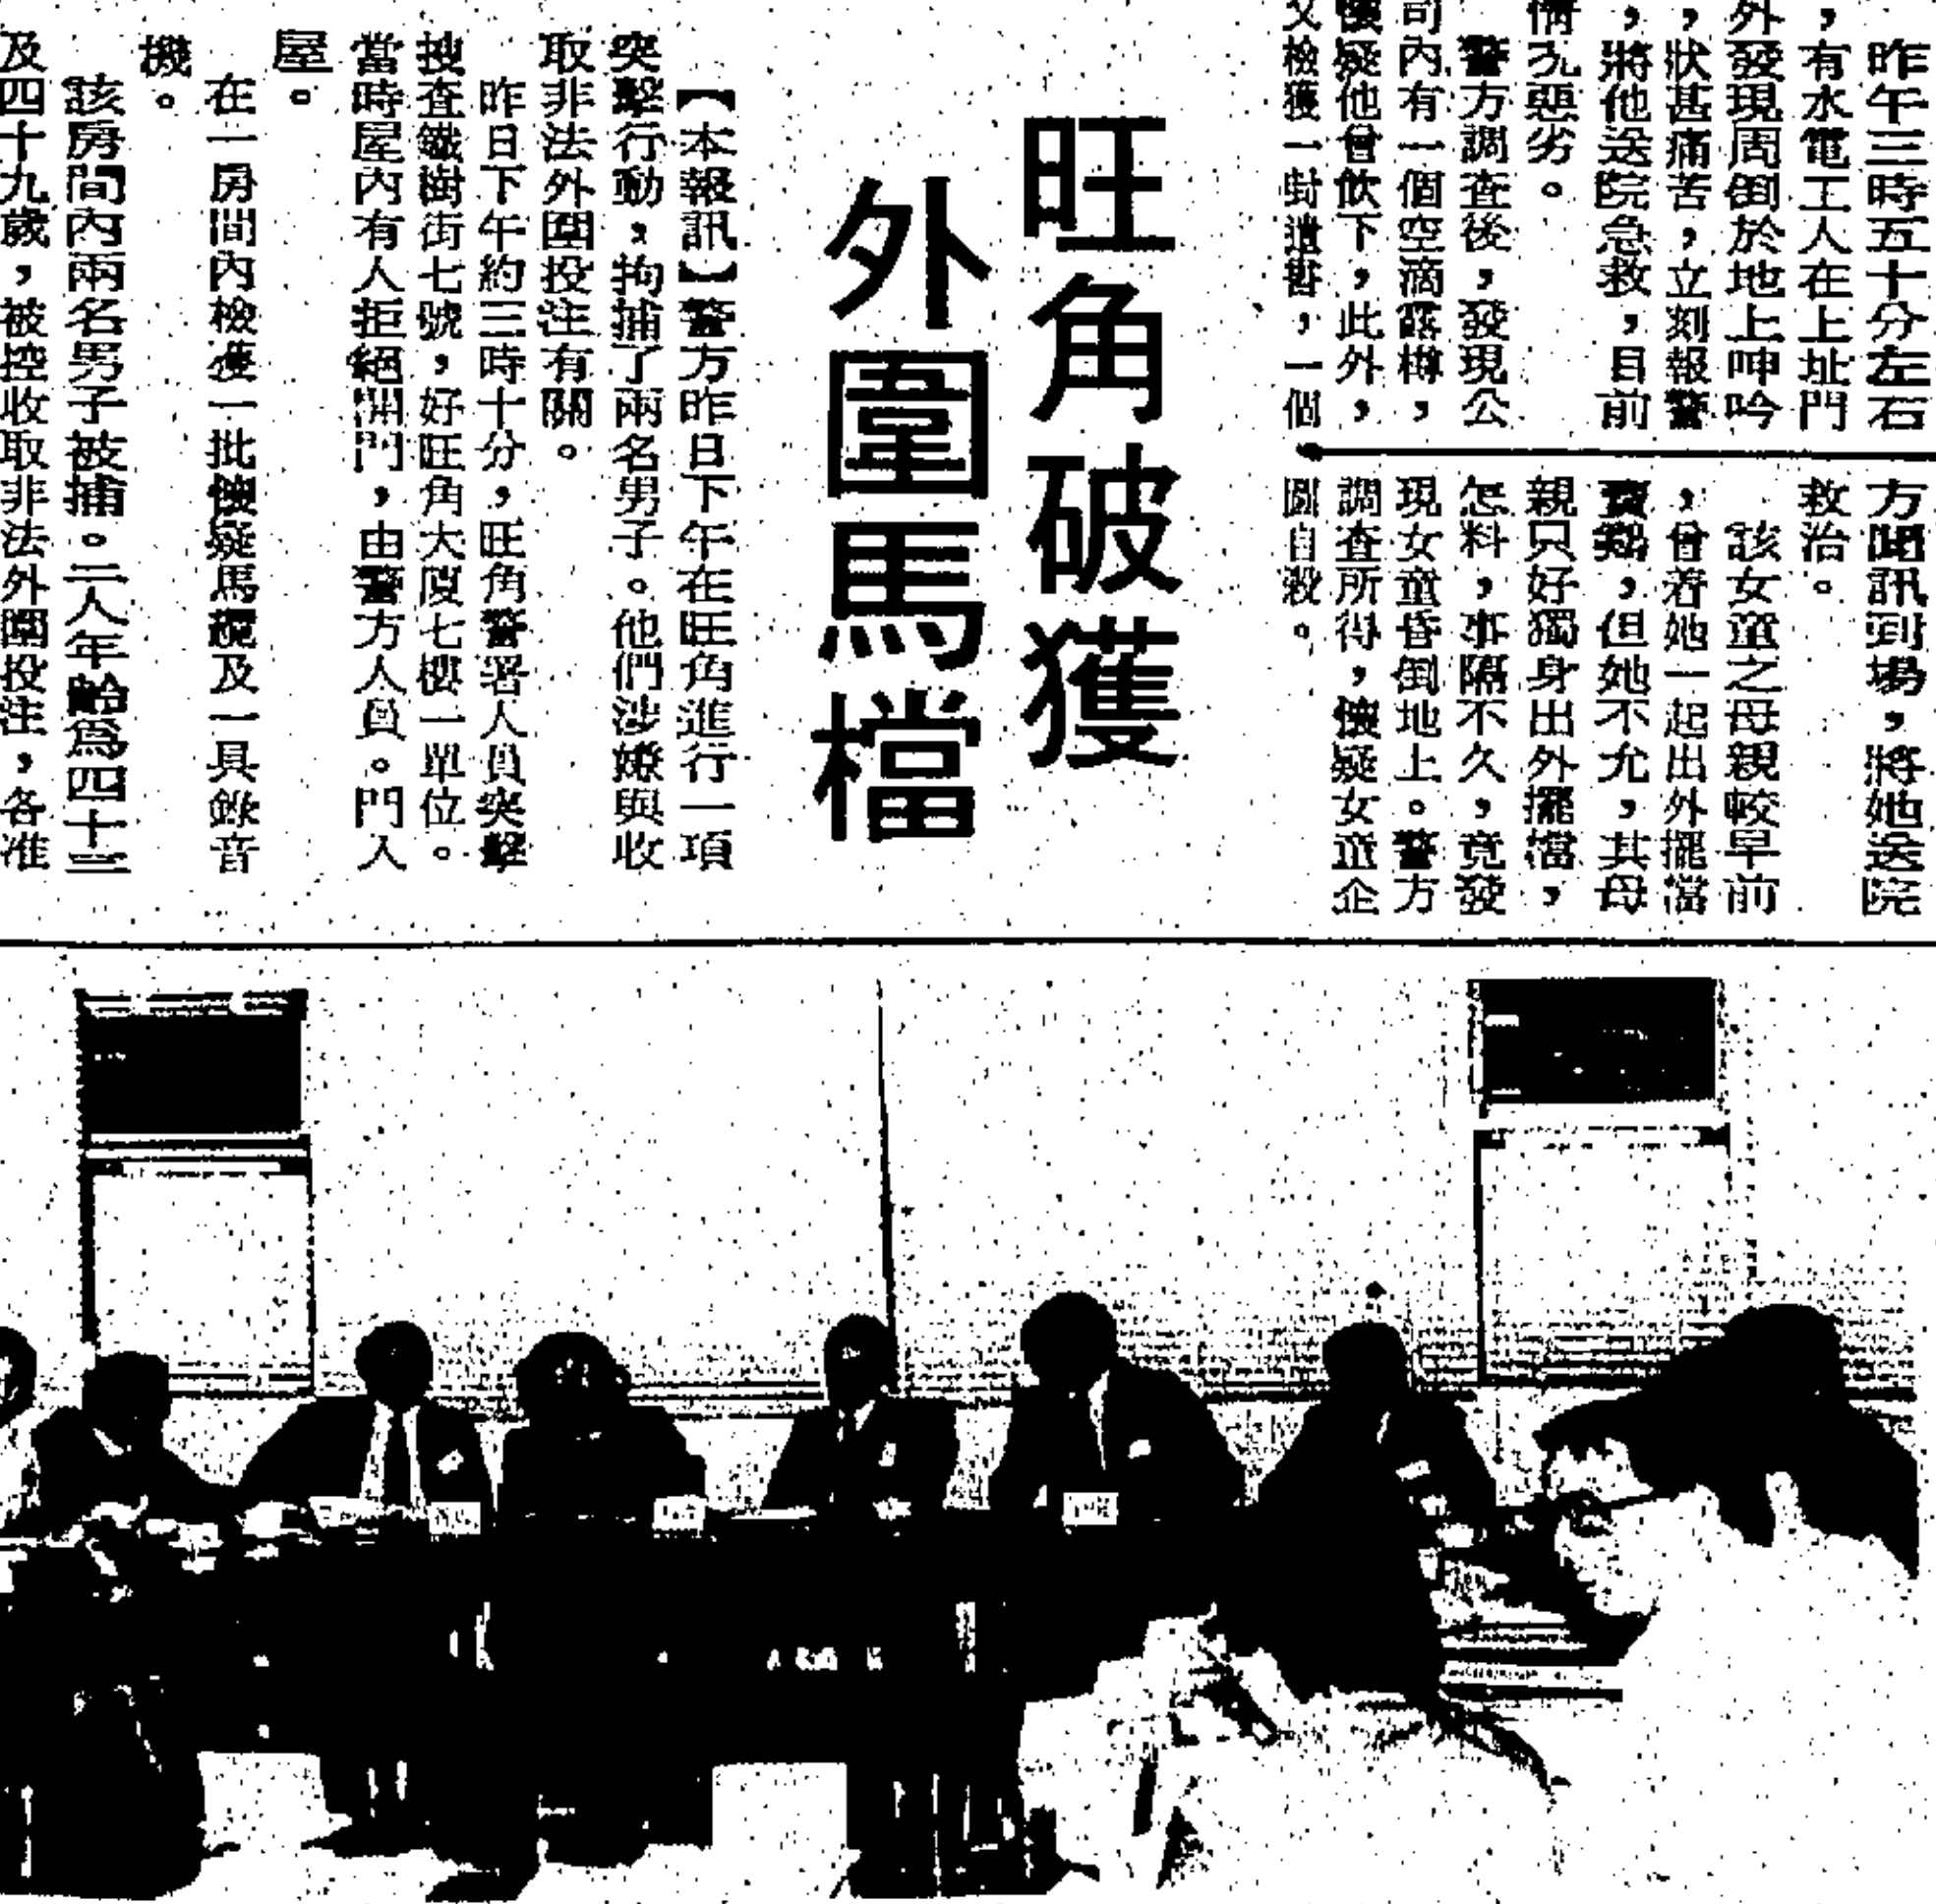 昨午三時五十分左右
，有水電工人在上址門
外發現周倒於地上呻吟
，狀甚痛苦，立刻報警
，將他送院急救，目前
情况惡劣。
警方調查後，發現公
司內有一個空滴露樽，
懷疑他曾飲下，此外，
又檢獲一封遺書，一個
方聞訊到場，將她送院
救治。
該女童之母親較早前
，曾着她一起出外擺檔
賣鷄，但她不允，其母
親只好獨身出外擺檔，
怎料，事隔不久，竟發
現女童昏倒地上。警方
調查所得，懷疑女童企
圖自殺。
旺角破獲
外圍馬檔
【本報訊】警方昨日下午在旺角進行一項
突擊行動，拘捕了兩名男子。他們涉嫌與收
取非法外圍投注有關。
昨日下午約三時十分，旺角警署人員突擊
搜查鐵樹街七號，好旺角大廈七樓一單位。
當時屋內有人拒絕開門，由警方人員。門入
屋。
在一房間內檢獲一批懷疑馬纜及一具錄音
機。
該房間內兩名男子被捕。二人年齡為四十三
及四十九歲，被控收取非法外圍投注，各准